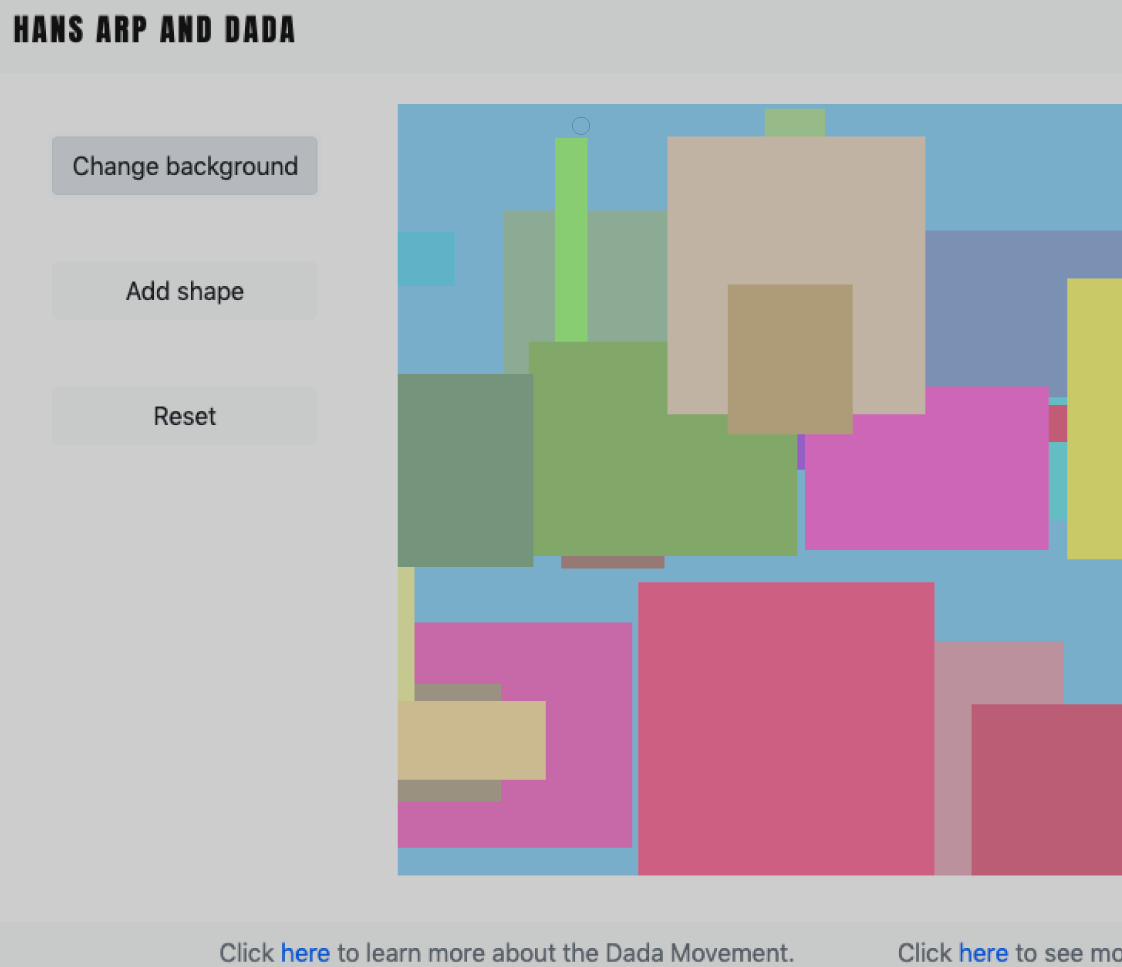 HANS ARP AND DADA
Change background
Add shape
Reset
Click here to learn more about the Dada Movement.
Click here to see mo